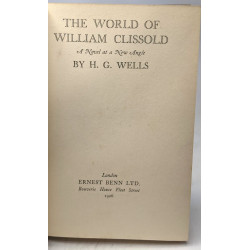 THE WORLD OF
WILLIAM CLISSOLD
A Novel at a New Angle
BY H. G. WELLS
London
ERNEST BENN LTD.
Bouverie House Fleet Street
1926